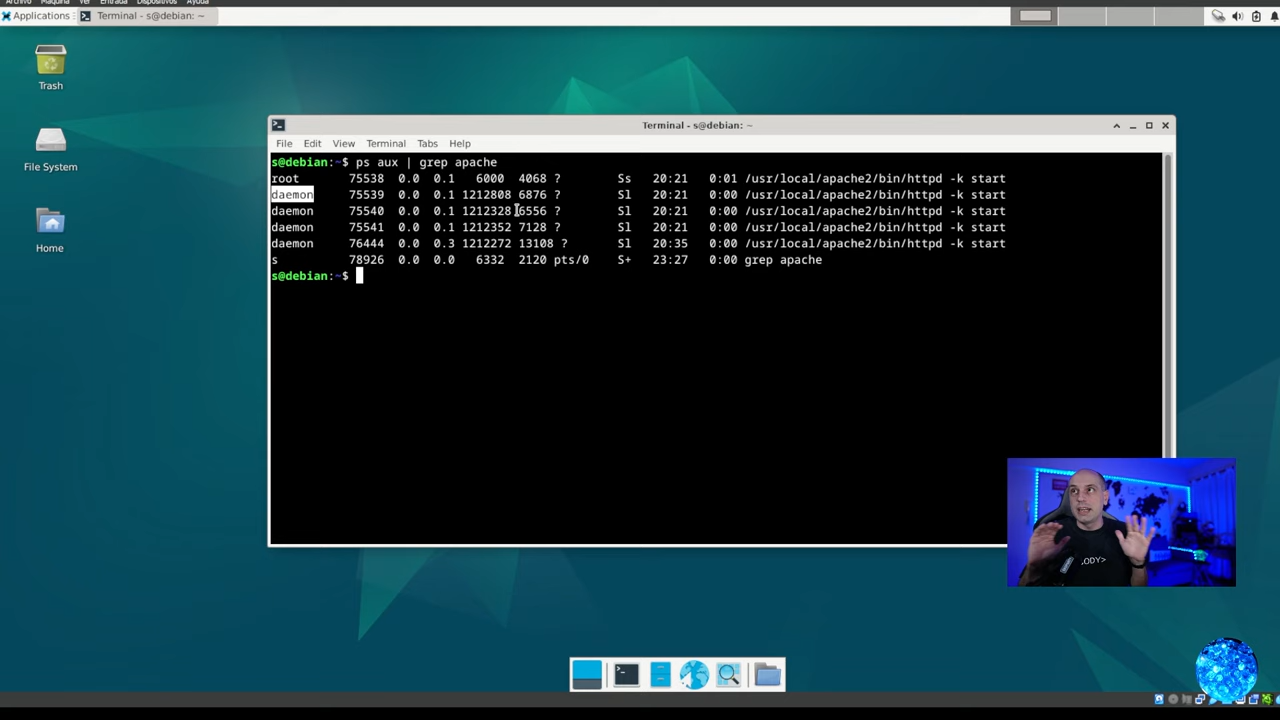 Archivo Máquina Ver Entrada Dispositivos Ayuda
Applications Terminal - s@debian: ~
Trash
File System
Home
Terminal - s@debian: ~
File Edit View Terminal Tabs Help
s@debian:~$ ps aux | grep apache
root 75538 0.0 0.1 6000 4068 ? Ss 20:21 0:01 /usr/local/apache2/bin/httpd -k start
daemon 75539 0.0 0.1 1212808 6876 ? Sl 20:21 0:00 /usr/local/apache2/bin/httpd -k start
daemon 75540 0.0 0.1 1212328 6556 ? Sl 20:21 0:00 /usr/local/apache2/bin/httpd -k start
daemon 75541 0.0 0.1 1212352 7128 ? Sl 20:21 0:00 /usr/local/apache2/bin/httpd -k start
daemon 76444 0.0 0.3 1212272 13108 ? Sl 20:35 0:00 /usr/local/apache2/bin/httpd -k start
s 78926 0.0 0.0 6332 2120 pts/0 S+ 23:27 0:00 grep apache
s@debian:~$